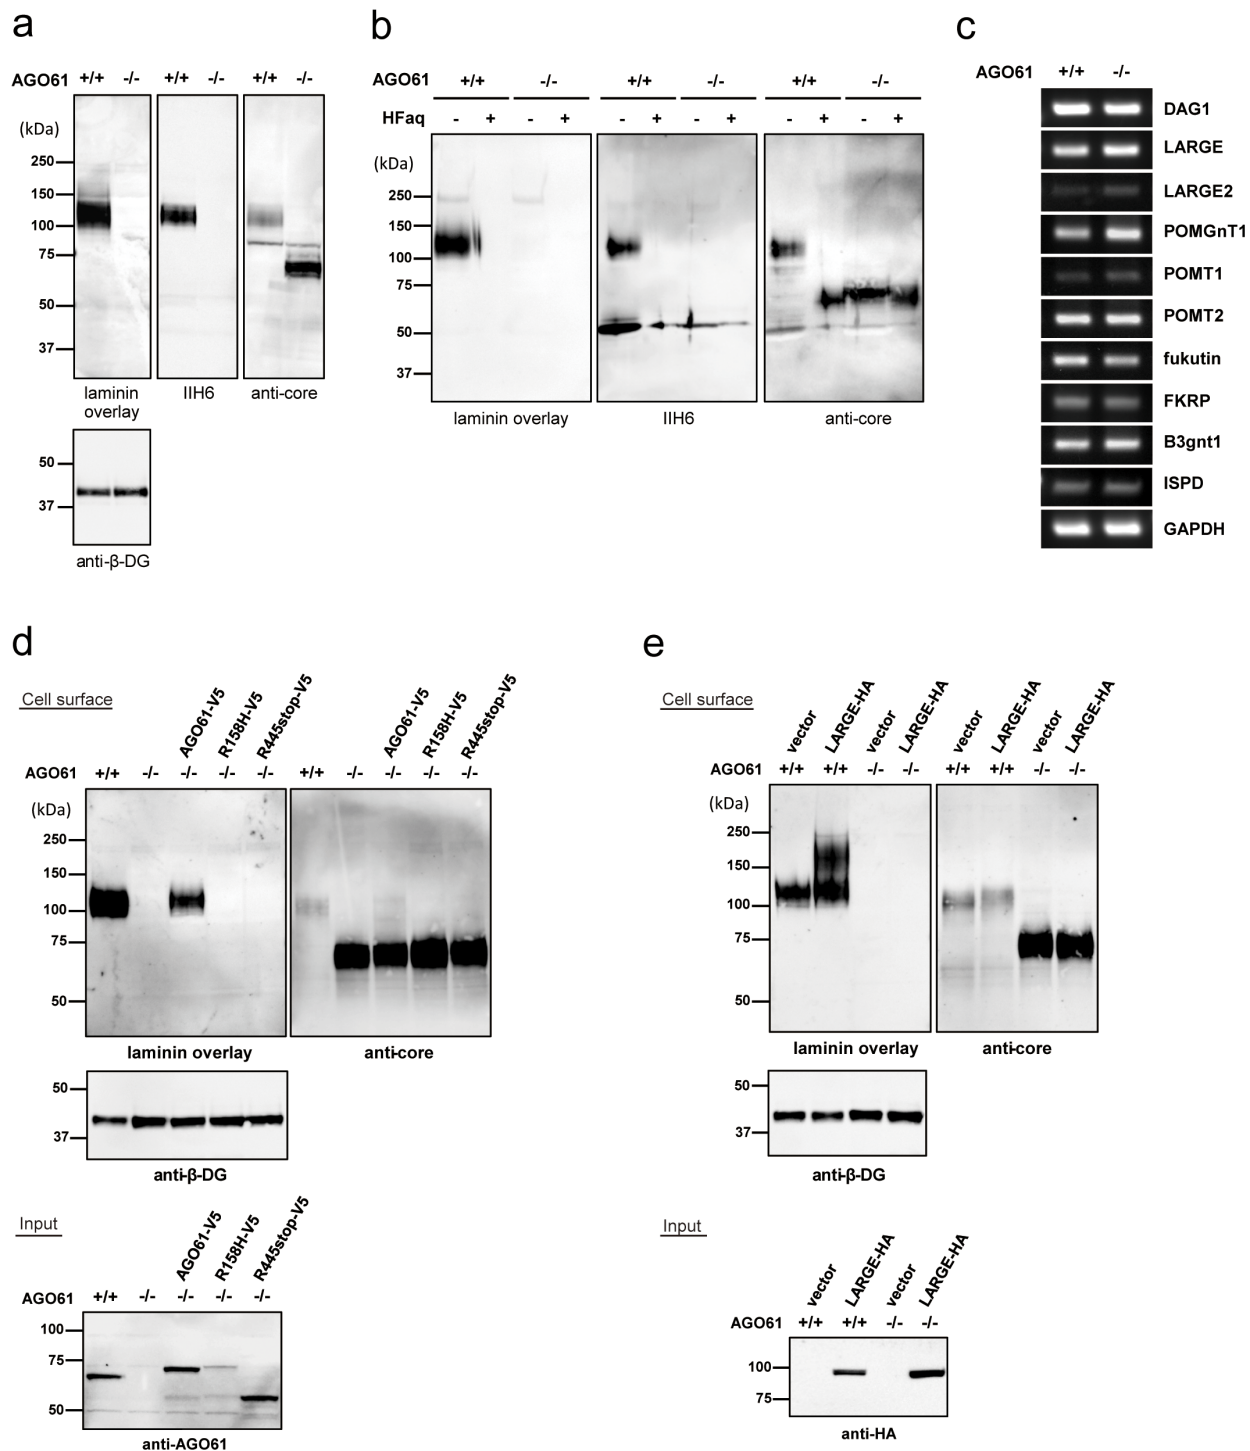 a
AGO61 +/+ -/- +/+ -/- +/+ -/-
(kDa)
250
150
100
75
50
37
laminin overlay
IIH6
anti-core
50
37
anti-β-DG
b
AGO61 +/+ -/- +/+ -/- +/+ -/-
HFaq - + - + - + - + - + - +
(kDa)
250
150
100
75
50
37
laminin overlay
IIH6
anti-core
c
AGO61 +/+ -/-
DAG1
LARGE
LARGE2
POMGnT1
POMT1
POMT2
fukutin
FKRP
B3gnt1
ISPD
GAPDH
d
Cell surface
AGO61-V5
R158H-V5
R445stop-V5
AGO61-V5
R158H-V5
R445stop-V5
AGO61 +/+ -/- -/- -/- -/- +/+ -/- -/- -/- -/-
(kDa)
250
150
100
75
50
laminin overlay
anti-core
50
37
anti-β-DG
Input
AGO61-V5
R158H-V5
R445stop-V5
AGO61 +/+ -/- -/- -/- -/-
100
75
50
anti-AGO61
e
Cell surface
vector
LARGE-HA
vector
LARGE-HA
vector
LARGE-HA
vector
LARGE-HA
AGO61 +/+ +/+ -/- -/- +/+ +/+ -/- -/-
(kDa)
250
150
100
75
50
laminin overlay
anti-core
50
37
anti-β-DG
Input
vector
LARGE-HA
vector
LARGE-HA
AGO61 +/+ +/+ -/- -/-
100
75
anti-HA